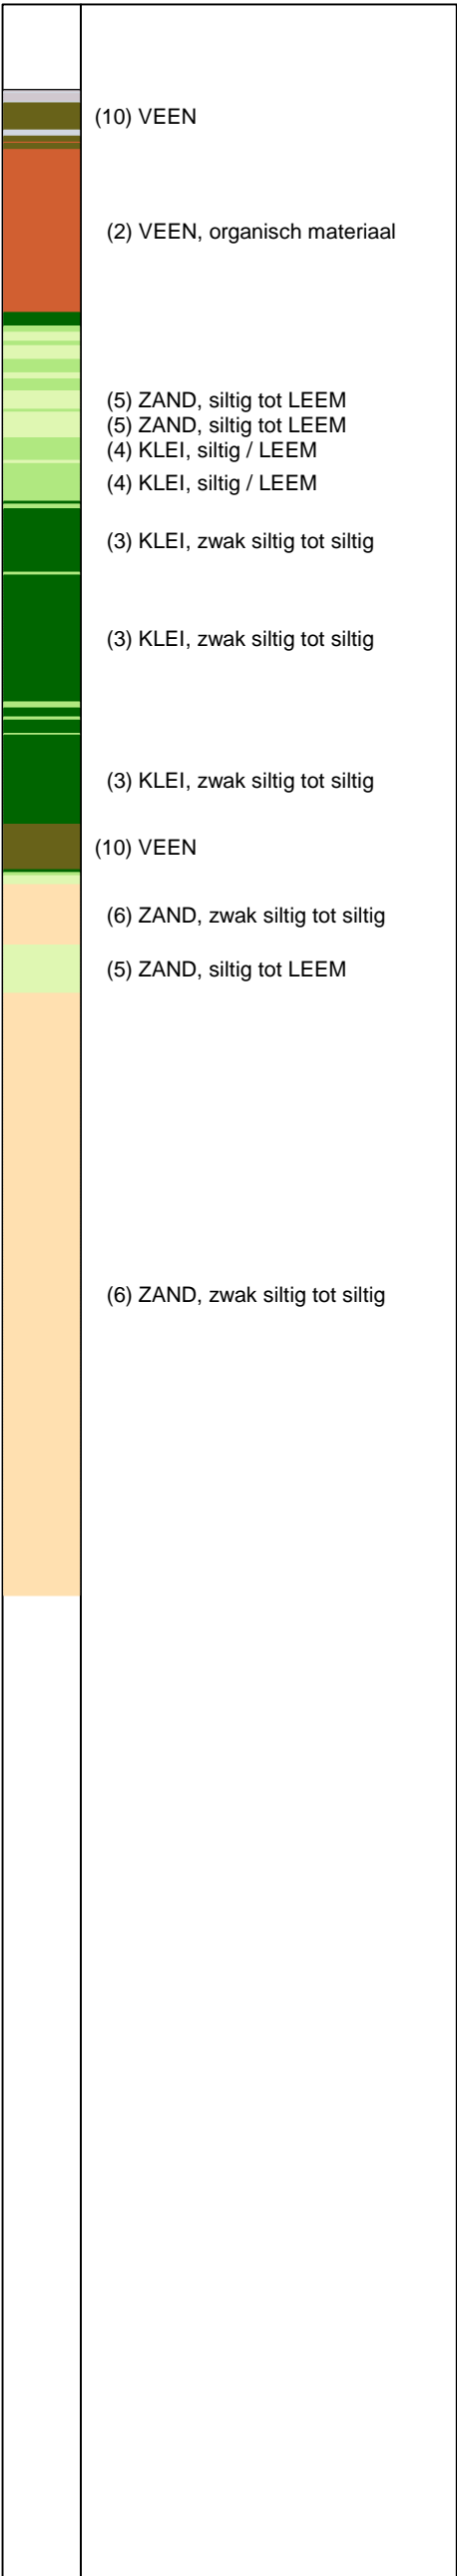 (10) VEEN
(2) VEEN, organisch materiaal
(5) ZAND, siltig tot LEEM
(5) ZAND, siltig tot LEEM
(4) KLEI, siltig / LEEM
(4) KLEI, siltig / LEEM
(3) KLEI, zwak siltig tot siltig
(3) KLEI, zwak siltig tot siltig
(3) KLEI, zwak siltig tot siltig
(10) VEEN
(6) ZAND, zwak siltig tot siltig
(5) ZAND, siltig tot LEEM
(6) ZAND, zwak siltig tot siltig